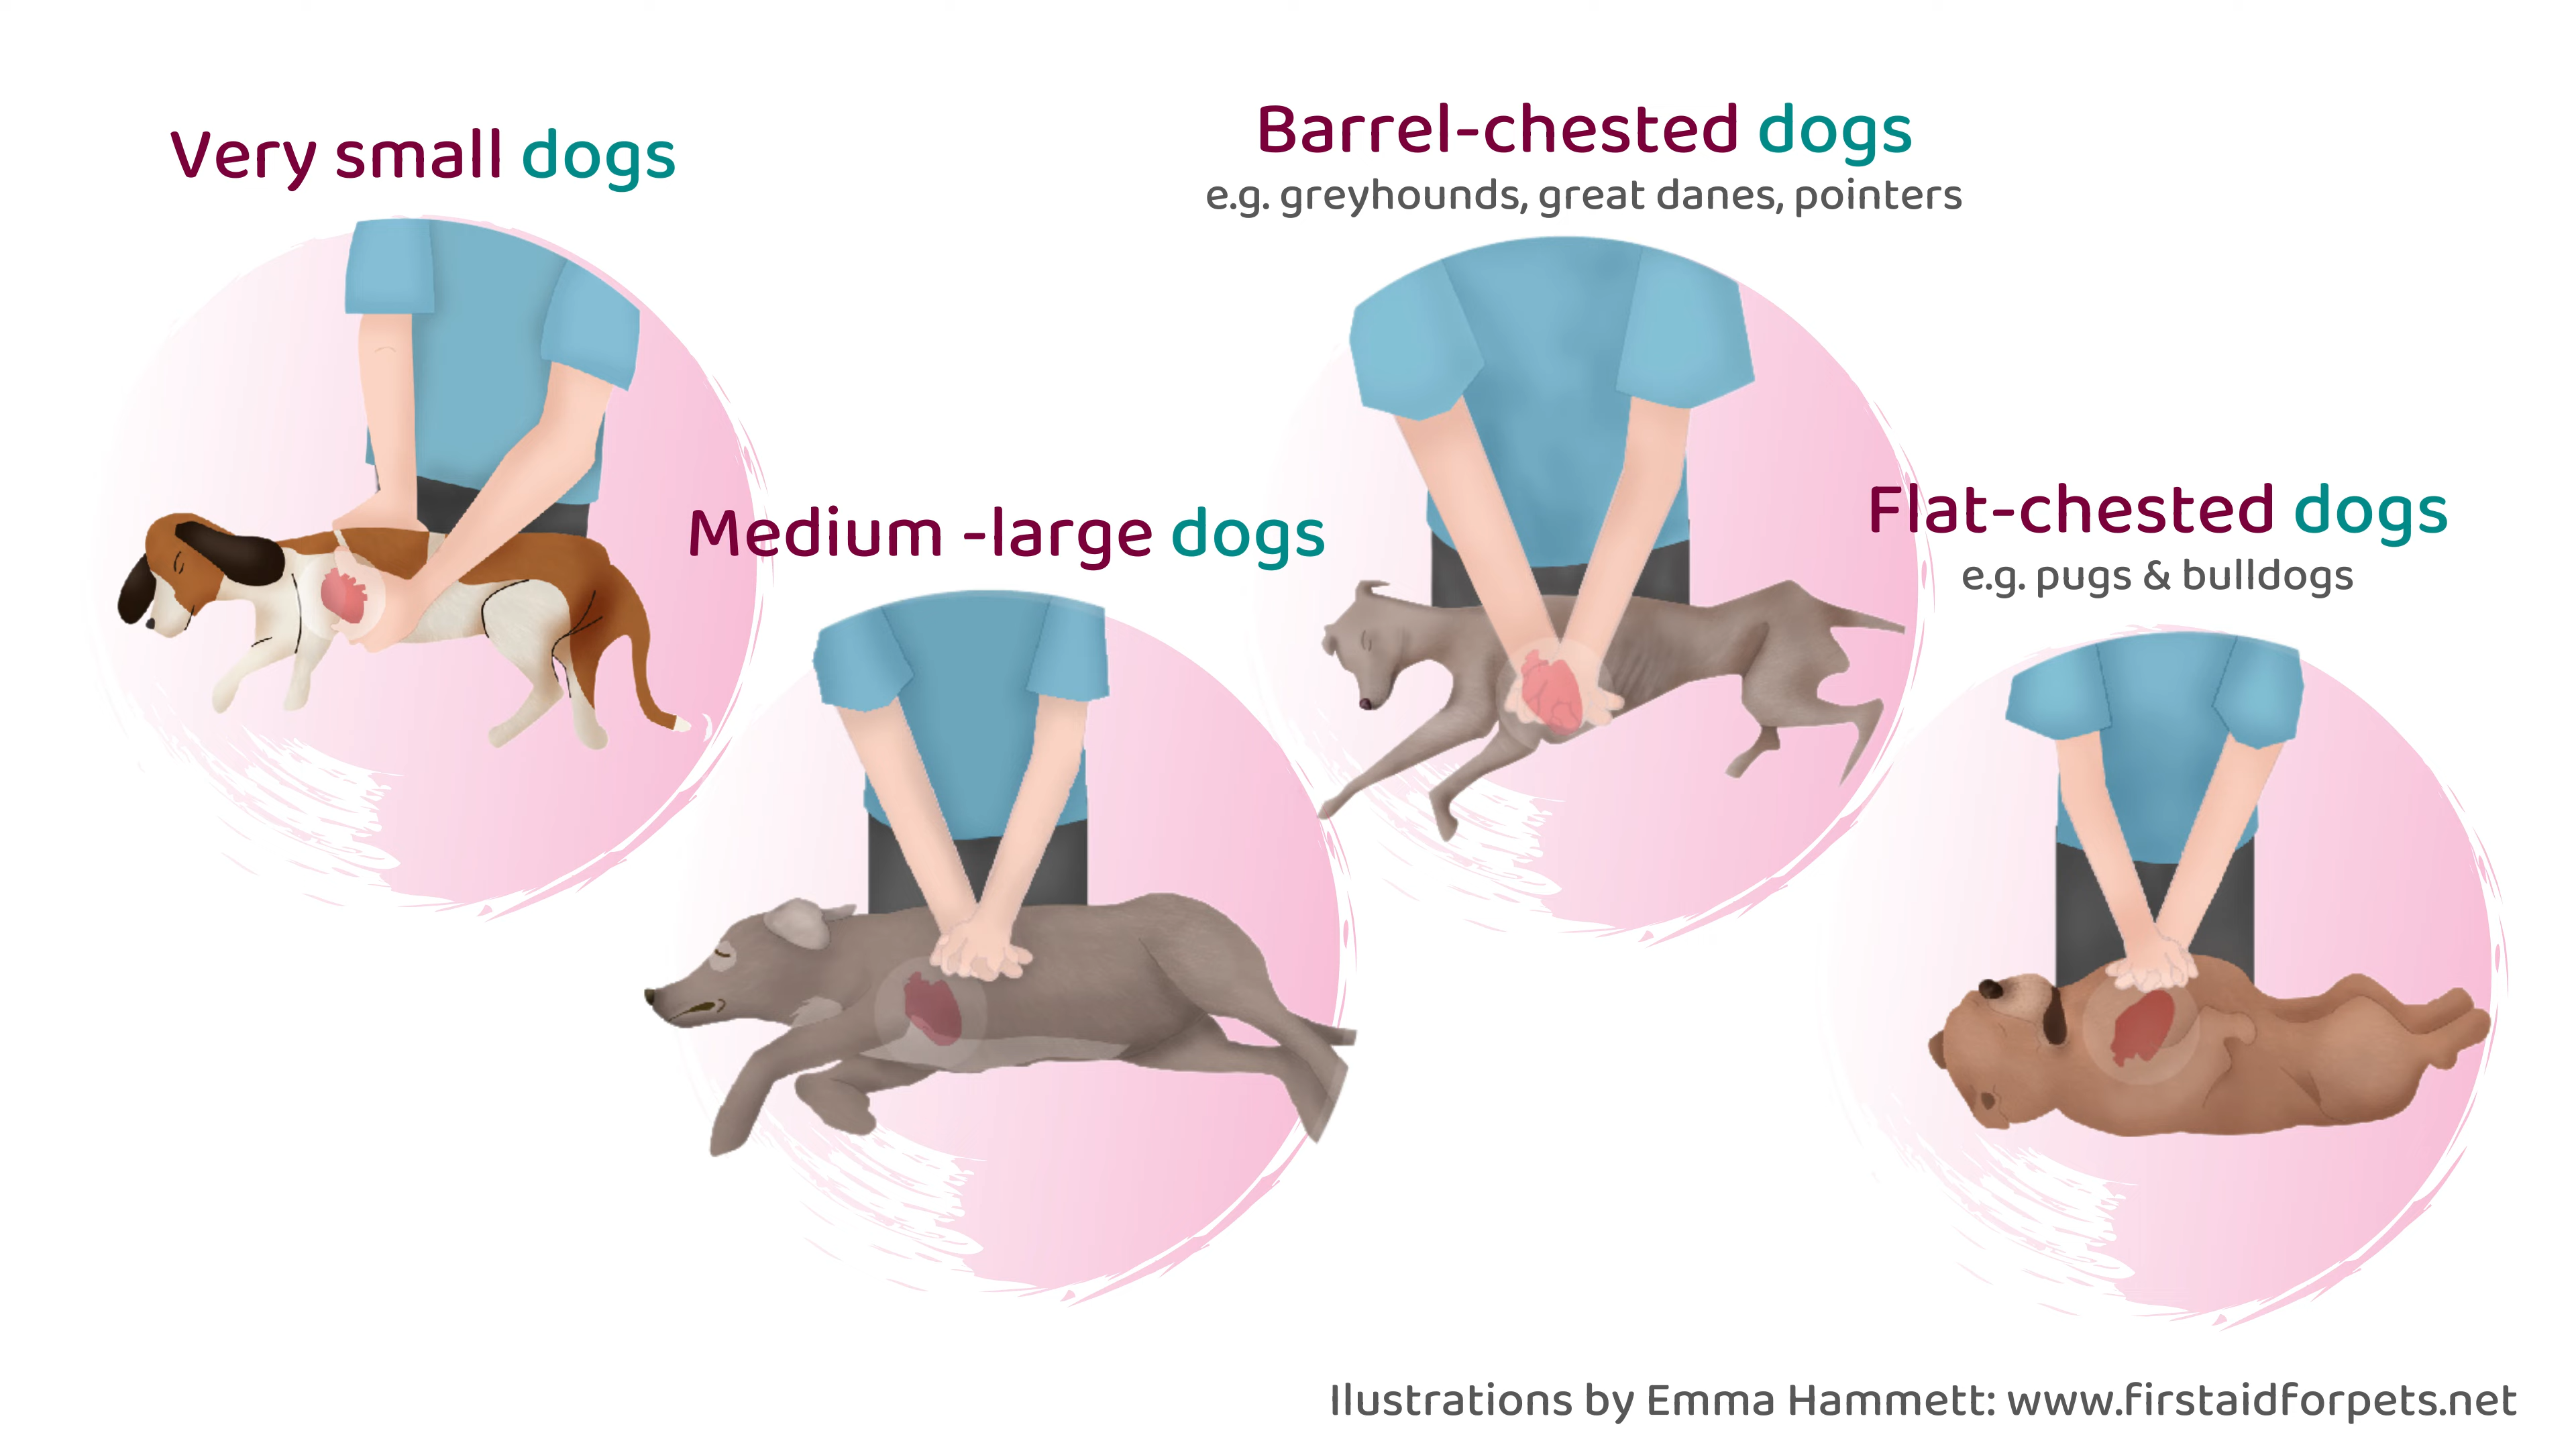 Very small dogs
Medium -large dogs
Barrel-chested dogs
e.g. greyhounds, great danes, pointers
Flat-chested dogs
e.g. pugs & bulldogs
Ilustrations by Emma Hammett: www.firstaidforpets.net